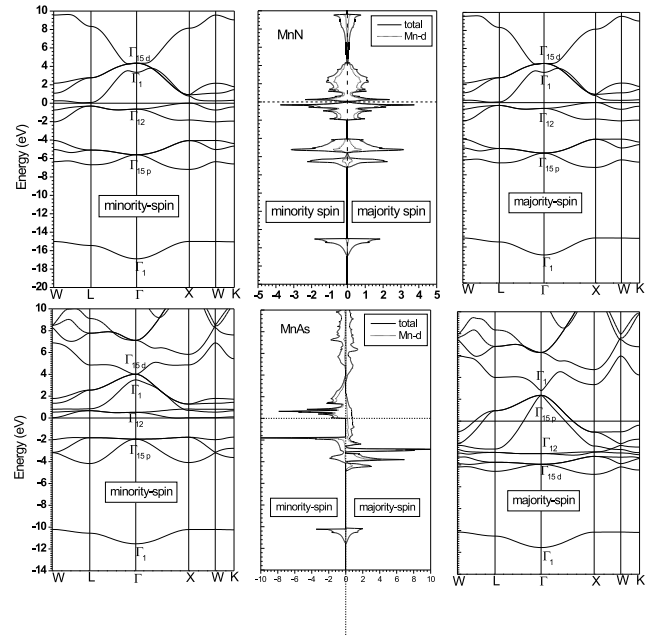 10
8
6
4
2
0
-2
-4
-6
-8
-10
-12
-14
-16
-18
-20
Energy (eV)
Γ15 d
Γ1
Γ12
Γ15 p
minority-spin
Γ1
W L Γ X W K
MnN
total
Mn-d
minority spin
majority spin
-5 -4 -3 -2 -1 0 1 2 3 4 5
Γ15 d
Γ1
Γ12
Γ15 p
majority-spin
Γ1
W L Γ X W K
10
8
6
4
2
0
-2
-4
-6
-8
-10
-12
-14
Energy (eV)
Γ15 d
Γ1
Γ12
Γ15 p
minority-spin
Γ1
W L Γ X W K
MnAs
total
Mn-d
minority-spin
majority-spin
-10 -8 -6 -4 -2 0 2 4 6 8 10
Γ1
Γ15 p
Γ12
Γ15 d
majority-spin
Γ1
W L Γ X W K